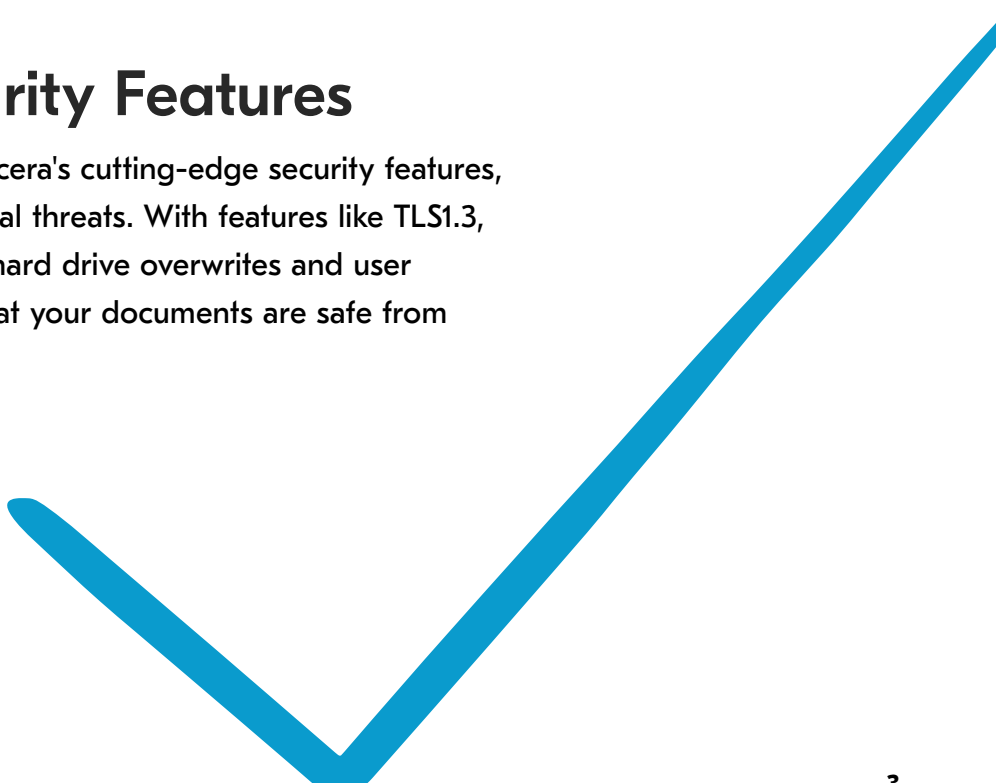 rity Features
cera's cutting-edge security features,
al threats. With features like TLS1.3,
hard drive overwrites and user
at your documents are safe from
3